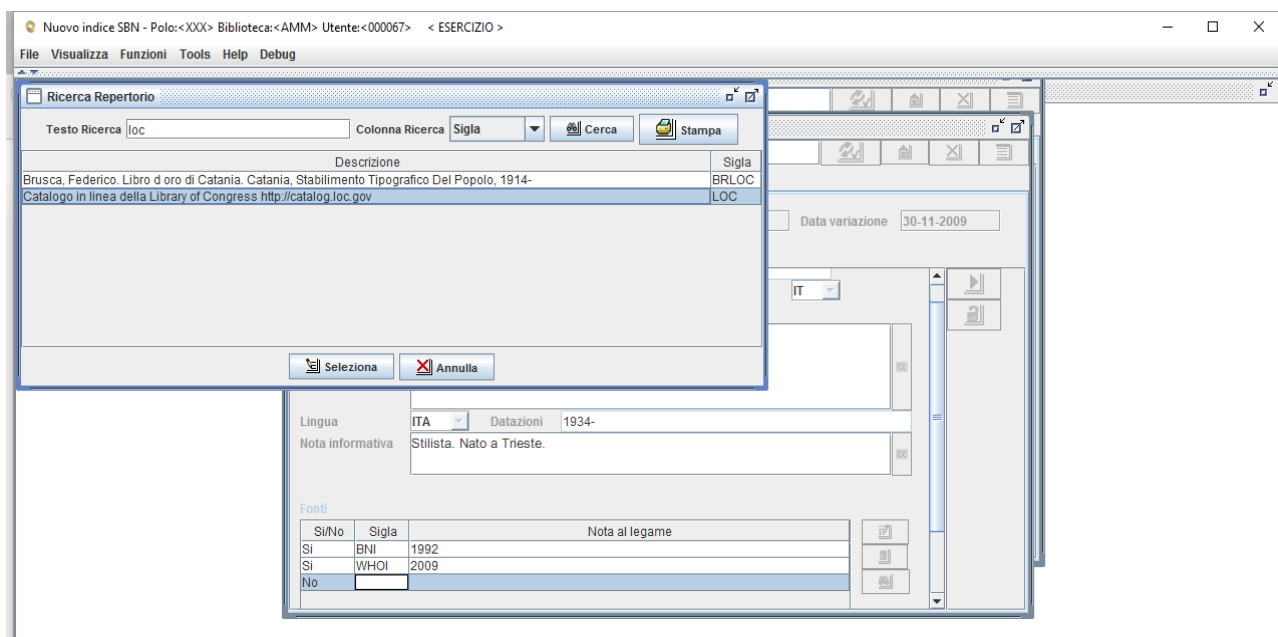 Nuovo indice SBN - Polo:<XXX> Biblioteca:<AMM> Utente:<000067> < ESERCIZIO >
File Visualizza Funzioni Tools Help Debug
Ricerca Repertorio
Testo Ricerca loc Colonna Ricerca Sigla Cerca Stampa
Descrizione Sigla
Brusca, Federico. Libro d oro di Catania. Catania, Stabilimento Tipografico Del Popolo, 1914- BRLOC
Catalogo in linea della Library of Congress http://catalog.loc.gov LOC
Data variazione 30-11-2009
IT
Seleziona Annulla
Lingua ITA Datazioni 1934-
Nota informativa Stilista. Nato a Trieste.
Fonti
Si/No Sigla Nota al legame
Si BNI 1992
Si WHOI 2009
No